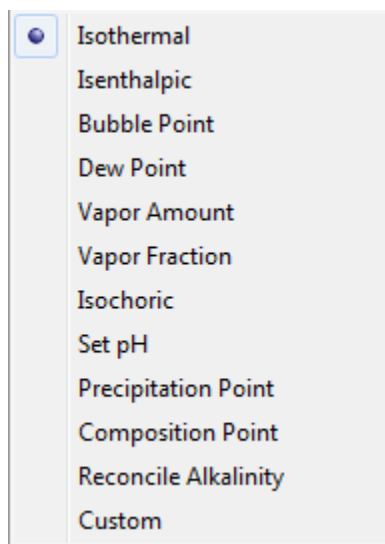 Isothermal
Isenthalpic
Bubble Point
Dew Point
Vapor Amount
Vapor Fraction
Isochoric
Set pH
Precipitation Point
Composition Point
Reconcile Alkalinity
Custom